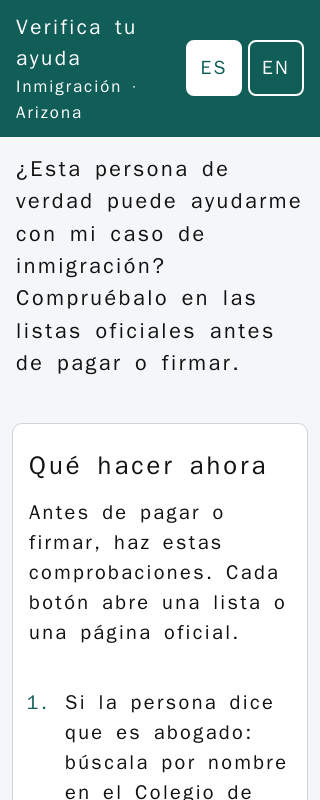 Verifica tu
ayuda
Inmigración ·
Arizona
ES
EN
¿Esta persona de
verdad puede ayudarme
con mi caso de
inmigración?
Compruébalo en las
listas oficiales antes
de pagar o firmar.
Qué hacer ahora
Antes de pagar o
firmar, haz estas
comprobaciones. Cada
botón abre una lista o
una página oficial.
1. Si la persona dice
que es abogado:
búscala por nombre
en el Colegio de